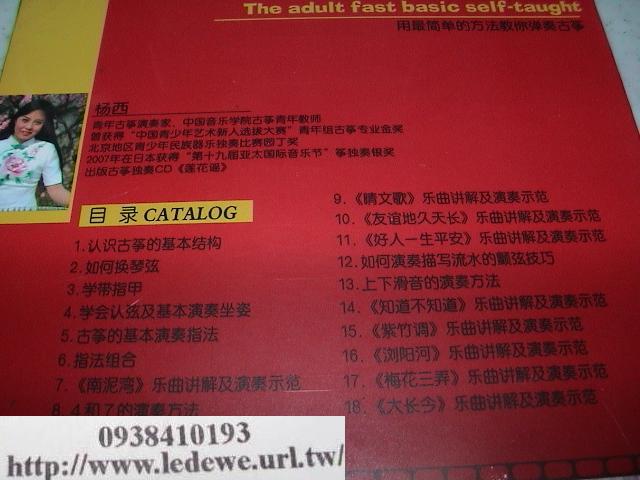 The adult fast basic self-taught
用最简单的方法教你弹奏古筝
杨西
青年古筝演奏家，中国音乐学院古筝青年教师
曾获得“中国青少年艺术新人选拔大赛”青年组古筝专业金奖
北京地区青少年民族器乐独奏比赛园丁奖
2007年在日本获得“第十九届亚太国际音乐节”筝独奏银奖
出版古筝独奏CD《莲花谣》
目 录 CATALOG
1.认识古筝的基本结构
2.如何换琴弦
3.学带指甲
4.学会认弦及基本演奏坐姿
5.古筝的基本演奏指法
6.指法组合
7.《南泥湾》乐曲讲解及演奏示范
8.4和7的演奏方法
9.《晴文歌》乐曲讲解及演奏示范
10.《友谊地久天长》乐曲讲解及演奏示范
11.《好人一生平安》乐曲讲解及演奏示范
12.如何演奏描写流水的颤弦技巧
13.上下滑音的演奏方法
14.《知道不知道》乐曲讲解及演奏示范
15.《紫竹调》乐曲讲解及演奏示范
16.《浏阳河》乐曲讲解及演奏示范
17.《梅花三弄》乐曲讲解及演奏示范
18.《大长今》乐曲讲解及演奏示范
0938410193
http://www.ledewe.url.tw/